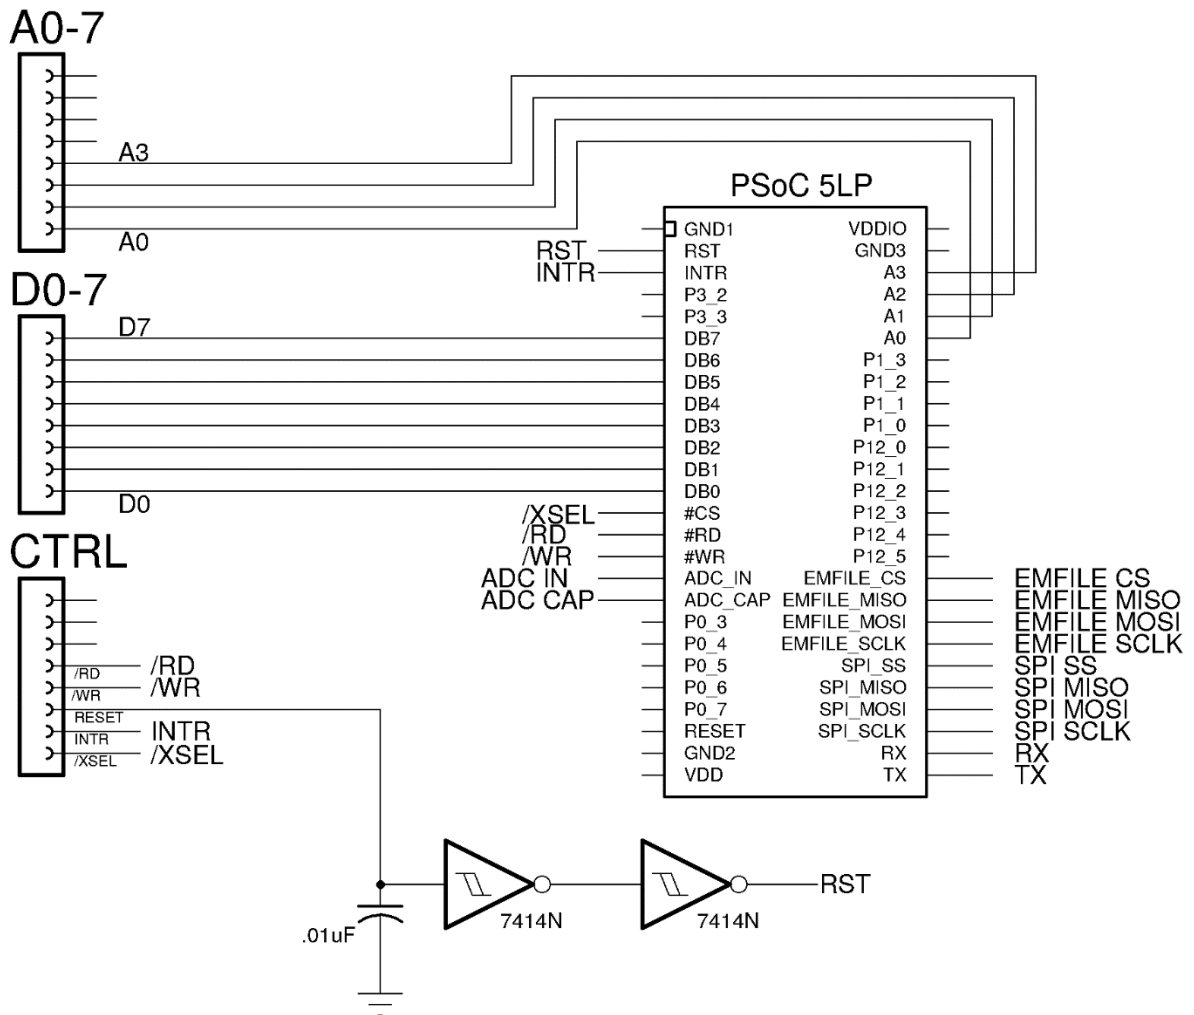 A0-7
A3
A0
D0-7
D7
D0
CTRL
/RD
/RD
/WR
/WR
RESET
INTR
INTR
/XSEL
/XSEL
PSoC 5LP
RST
INTR
/XSEL
/RD
/WR
ADC IN
ADC CAP
GND1
RST
INTR
P3_2
P3_3
DB7
DB6
DB5
DB4
DB3
DB2
DB1
DB0
#CS
#RD
#WR
ADC_IN
ADC_CAP
P0_3
P0_4
P0_5
P0_6
P0_7
RESET
GND2
VDD
VDDIO
GND3
A3
A2
A1
A0
P1_3
P1_2
P1_1
P1_0
P12_0
P12_1
P12_2
P12_3
P12_4
P12_5
EMFILE_CS
EMFILE_MISO
EMFILE_MOSI
EMFILE_SCLK
SPI_SS
SPI_MISO
SPI_MOSI
SPI_SCLK
RX
TX
EMFILE CS
EMFILE MISO
EMFILE MOSI
EMFILE SCLK
SPI SS
SPI MISO
SPI MOSI
SPI SCLK
RX
TX
.01uF
7414N
7414N
RST